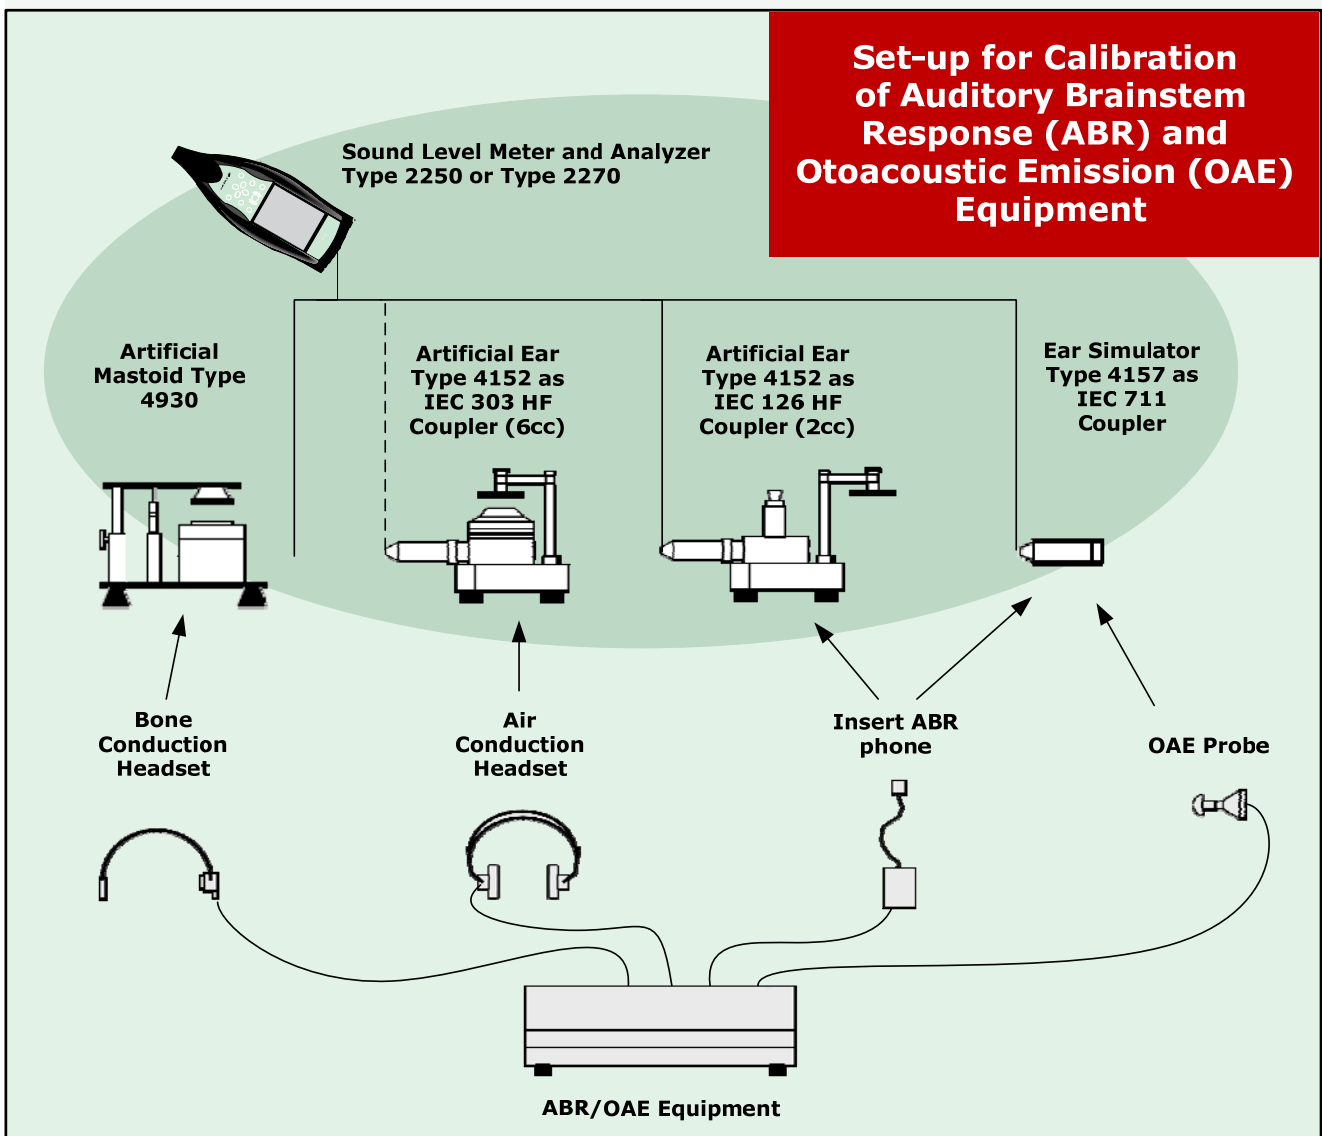 Set-up for Calibration
of Auditory Brainstem
Response (ABR) and
Otoacoustic Emission (OAE)
Equipment
Sound Level Meter and Analyzer
Type 2250 or Type 2270
Artificial
Mastoid Type
4930
Artificial Ear
Type 4152 as
IEC 303 HF
Coupler (6cc)
Artificial Ear
Type 4152 as
IEC 126 HF
Coupler (2cc)
Ear Simulator
Type 4157 as
IEC 711
Coupler
Bone
Conduction
Headset
Air
Conduction
Headset
Insert ABR
phone
OAE Probe
ABR/OAE Equipment